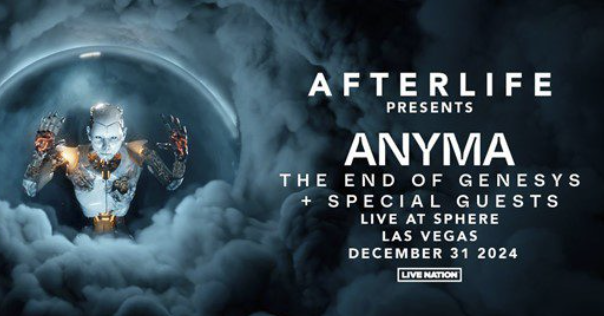 AFTERLIFE
PRESENTS
ANYMA
THE END OF GENESYS
+ SPECIAL GUESTS
LIVE AT SPHERE
LAS VEGAS
DECEMBER 31 2024
LIVE NATION